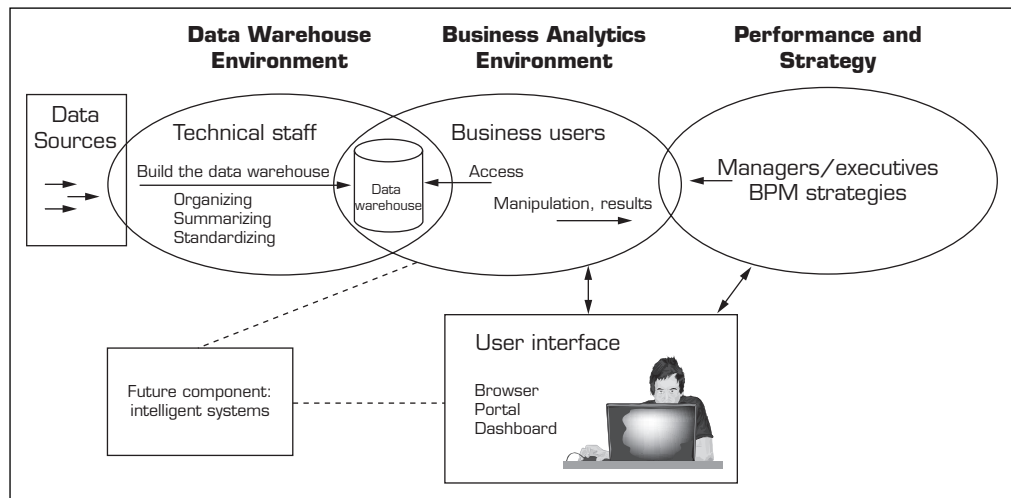 Data Warehouse
Environment
Business Analytics
Environment
Performance and
Strategy
Data
Sources
Technical staff
Build the data warehouse
Organizing
Summarizing
Standardizing
Data
warehouse
Business users
Access
Manipulation, results
Managers/executives
BPM strategies
Future component:
intelligent systems
User interface
Browser
Portal
Dashboard